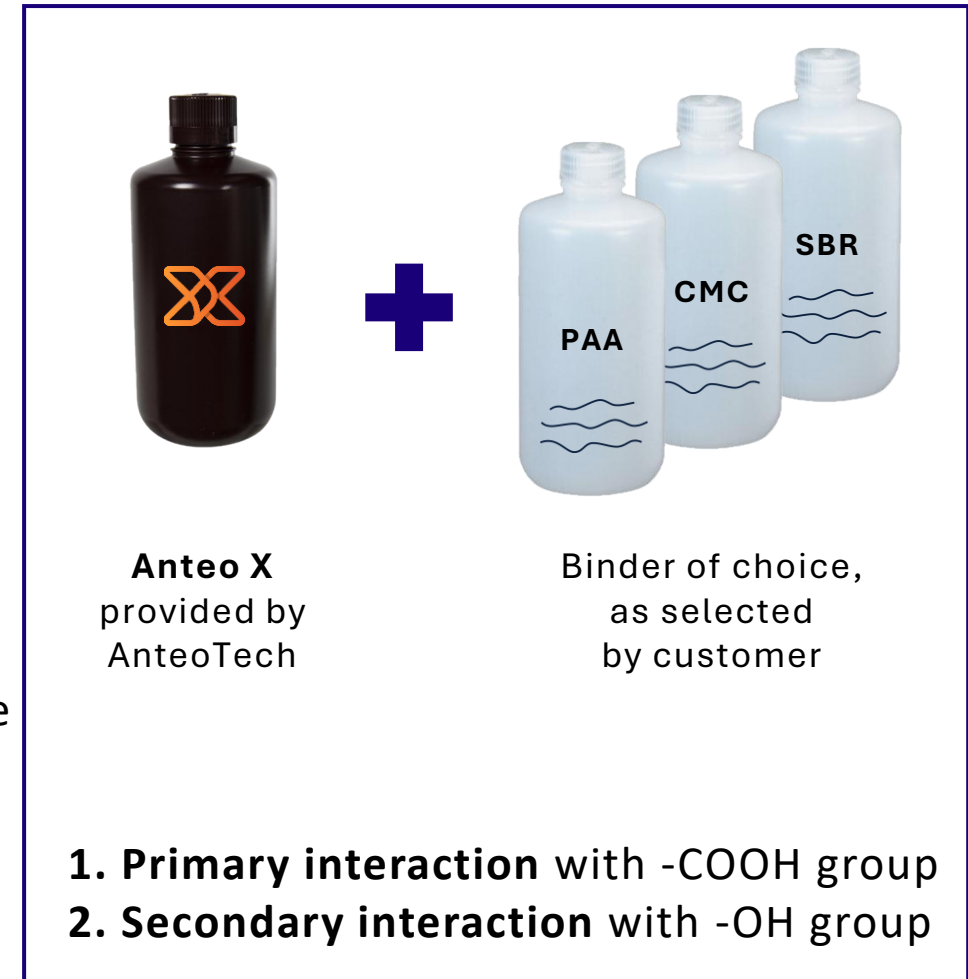 SBR
CMC
PAA
Anteo X
provided by
AnteoTech
Binder of choice,
as selected
by customer
e
1. Primary interaction with -COOH group
2. Secondary interaction with -OH group